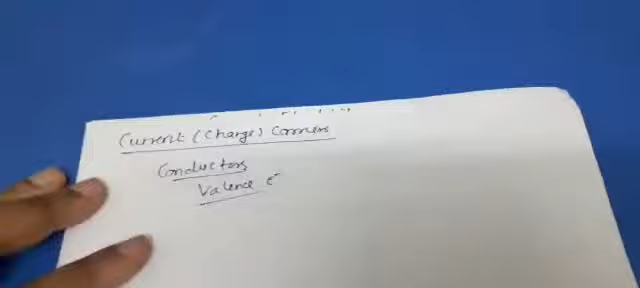 Current (Charge) Carriers
Conductors
Valence e⁻